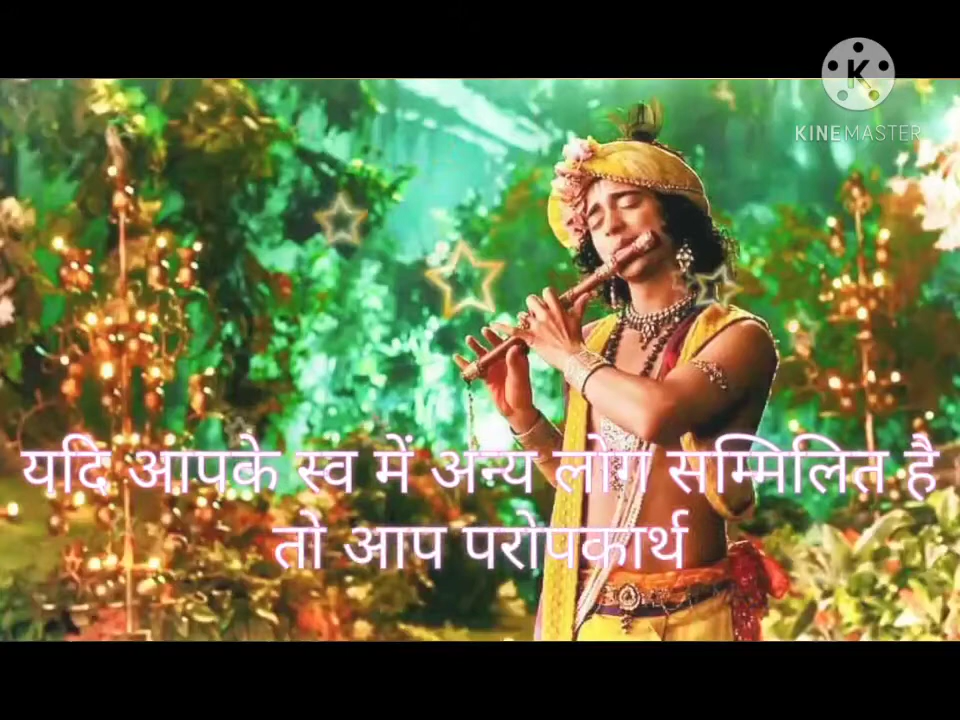 KINEMASTER
यदि आपके स्व में अन्य लोग सम्मिलित है
तो आप परोपकार्थ